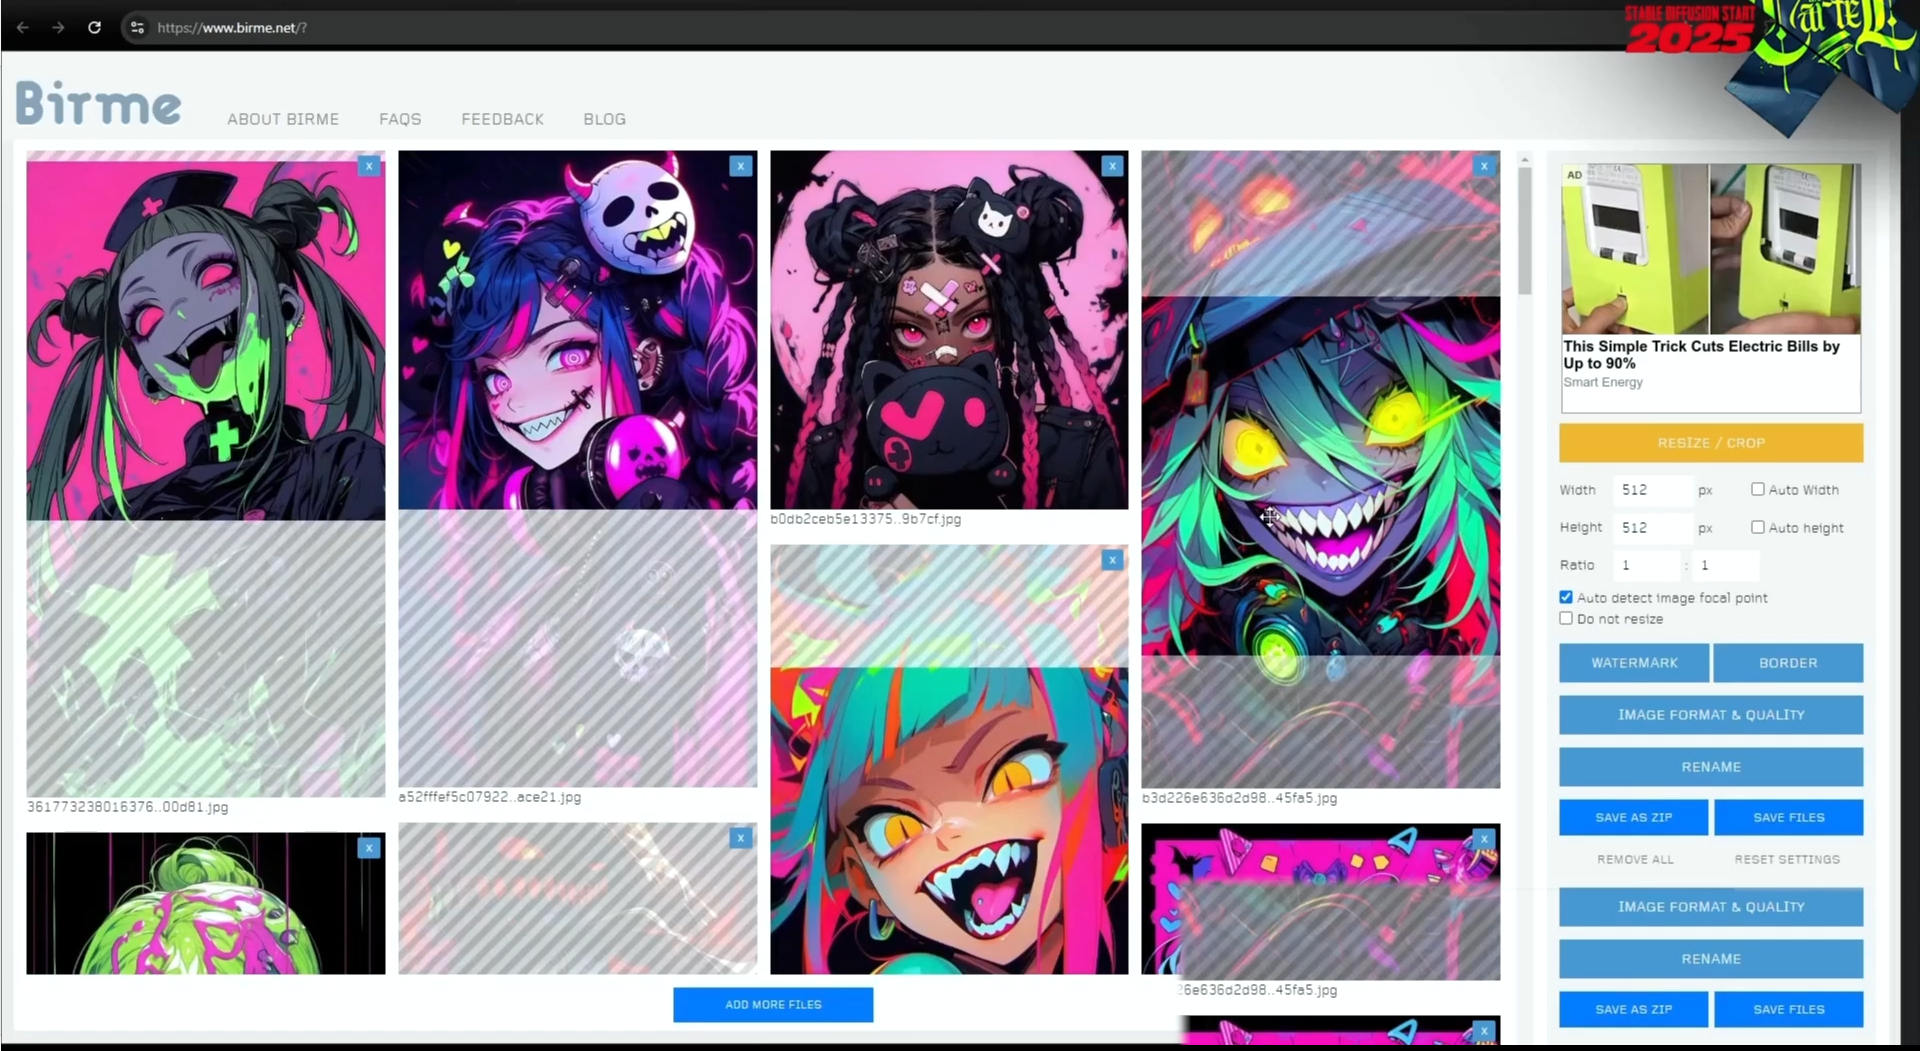 https://www.birme.net/?
STABLE DIFFUSION START
2025
CarteL
Birme
ABOUT BIRME
FAQS
FEEDBACK
BLOG
X
X
X
X
361773238016376..00d81.jpg
a52fffef5c07922..ace21.jpg
b0db2ceb5e13375..9b7cf.jpg
X
b3d226e636d2d98..45fa5.jpg
X
X
X
26e636d2d98..45fa5.jpg
X
ADD MORE FILES
AD
This Simple Trick Cuts Electric Bills by
Up to 90%
Smart Energy
RESIZE / CROP
Width 512 px Auto Width
Height 512 px Auto height
Ratio 1 : 1
Auto detect image focal point
Do not resize
WATERMARK BORDER
IMAGE FORMAT & QUALITY
RENAME
SAVE AS ZIP SAVE FILES
REMOVE ALL RESET SETTINGS
IMAGE FORMAT & QUALITY
RENAME
SAVE AS ZIP SAVE FILES